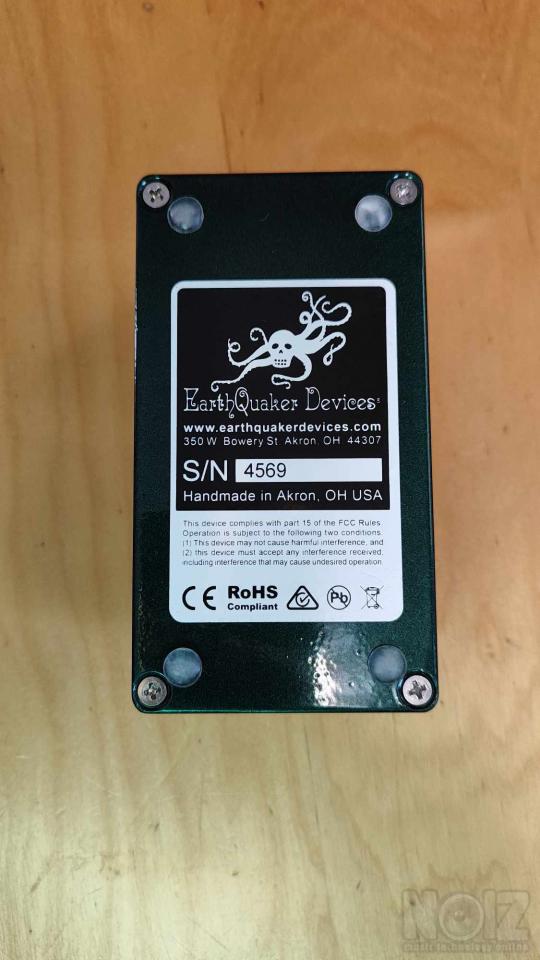 EarthQuaker Devices
www.earthquakerdevices.com
350 W. Bowery St. Akron, OH 44307
S/N 4569
Handmade in Akron, OH USA
This device complies with part 15 of the FCC Rules.
Operation is subject to the following two conditions.
(1) This device may not cause harmful interference, and
(2) this device must accept any interference received,
including interference that may cause undesired operation.
CE RoHS Compliant Pb
NOIZ
music technology online